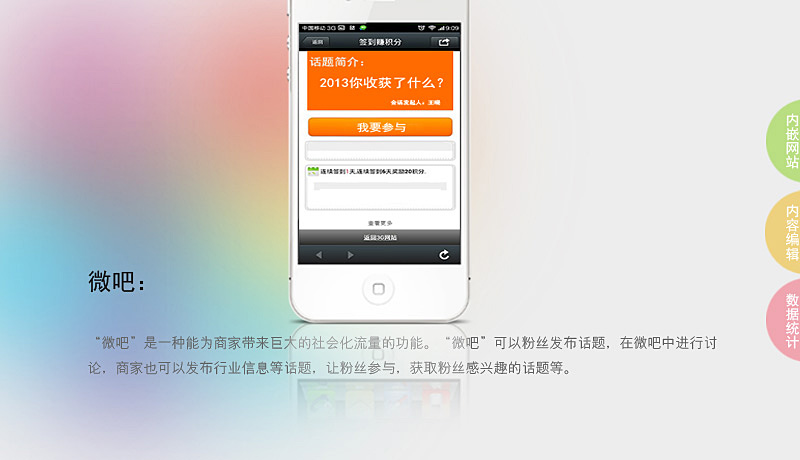 中国移动 3G 9:09
返回 签到赚积分
话题简介：
2013你收获了什么？
会话发起人：王曦
我要参与
连续签到1天,连续签到6天奖励20积分.
查看更多
返回3G网站
内嵌网站
内容编辑
数据统计
微吧：
“微吧”是一种能为商家带来巨大的社会化流量的功能。“微吧”可以粉丝发布话题，在微吧中进行讨
论，商家也可以发布行业信息等话题，让粉丝参与，获取粉丝感兴趣的话题等。